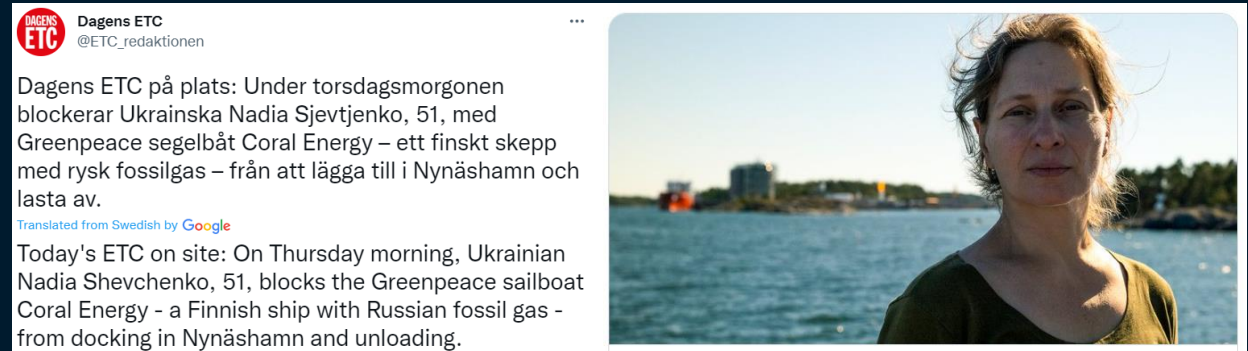 DAGENS
ETC
Dagens ETC
@ETC_redaktionen
Dagens ETC på plats: Under torsdagsmorgonen
blockerar Ukrainska Nadia Sjevtjenko, 51, med
Greenpeace segelbåt Coral Energy – ett finskt skepp
med rysk fossilgas – från att lägga till i Nynäshamn och
lasta av.
Translated from Swedish by Google
Today's ETC on site: On Thursday morning, Ukrainian
Nadia Shevchenko, 51, blocks the Greenpeace sailboat
Coral Energy - a Finnish ship with Russian fossil gas -
from docking in Nynäshamn and unloading.